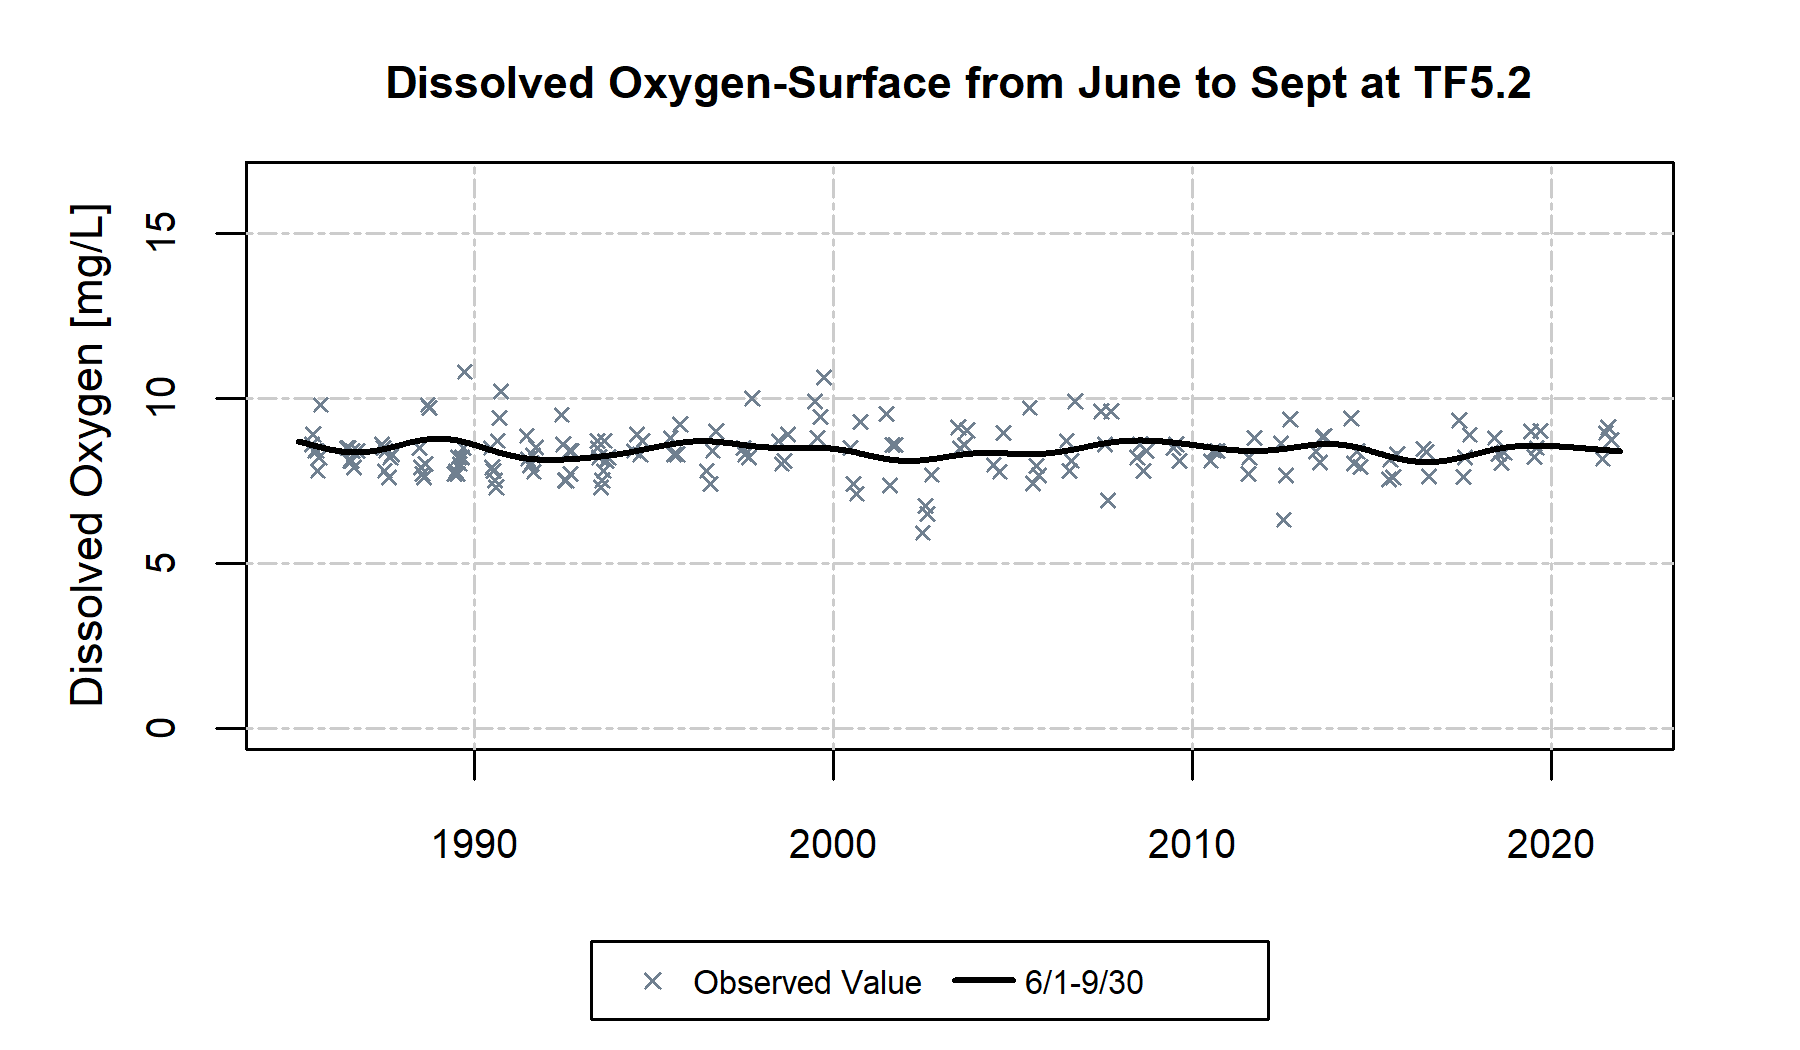 Dissolved Oxygen-Surface from June to Sept at TF5.2
Dissolved Oxygen [mg/L]
15
10
5
0
1990 2000 2010 2020
Observed Value 6/1-9/30